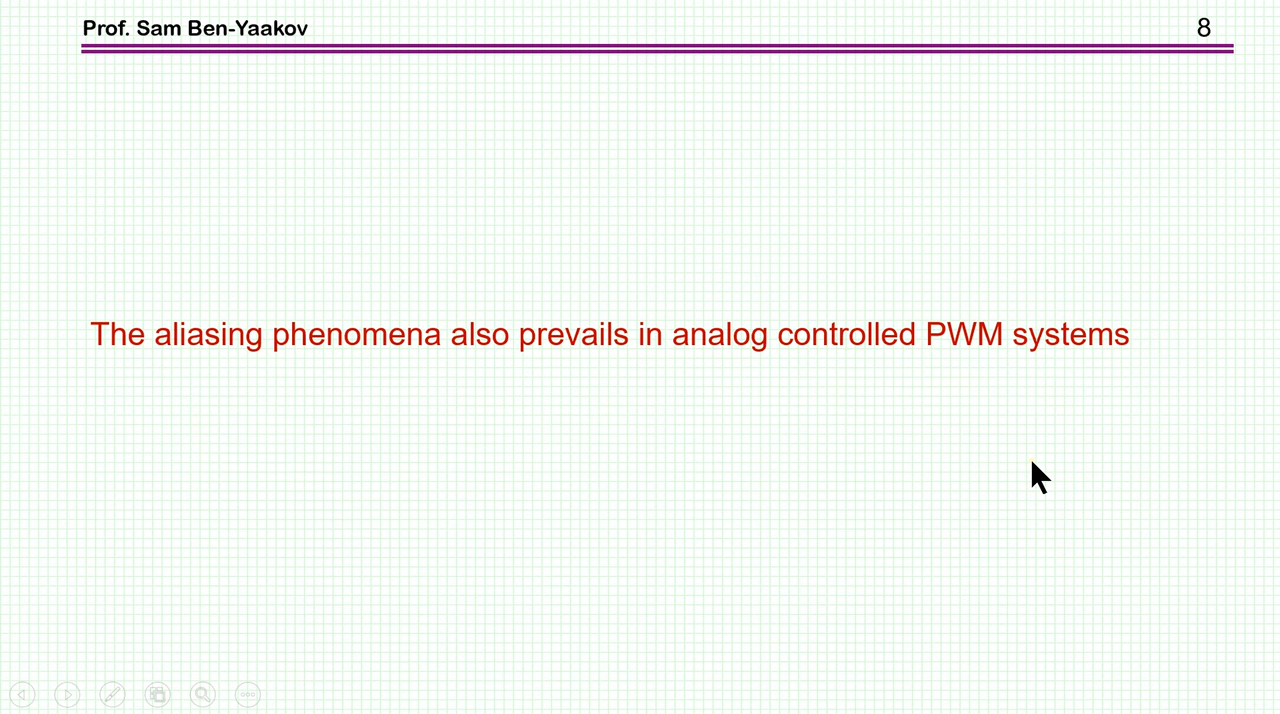 Prof. Sam Ben-Yaakov
8
The aliasing phenomena also prevails in analog controlled PWM systems